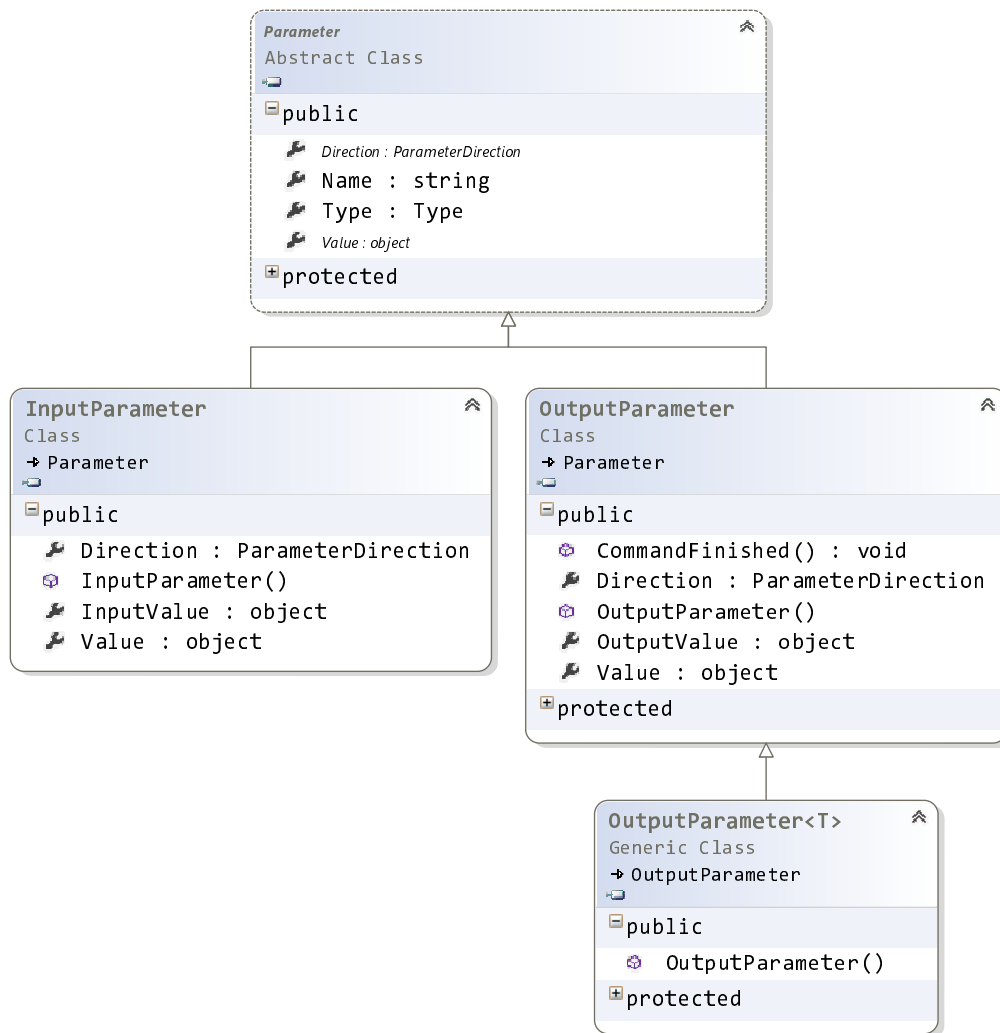 Parameter
Abstract Class
public
Direction : ParameterDirection
Name : string
Type : Type
Value : object
protected
InputParameter
Class
Parameter
public
Direction : ParameterDirection
InputParameter()
InputValue : object
Value : object
OutputParameter
Class
Parameter
public
CommandFinished() : void
Direction : ParameterDirection
OutputParameter()
OutputValue : object
Value : object
protected
OutputParameter<T>
Generic Class
OutputParameter
public
OutputParameter()
protected